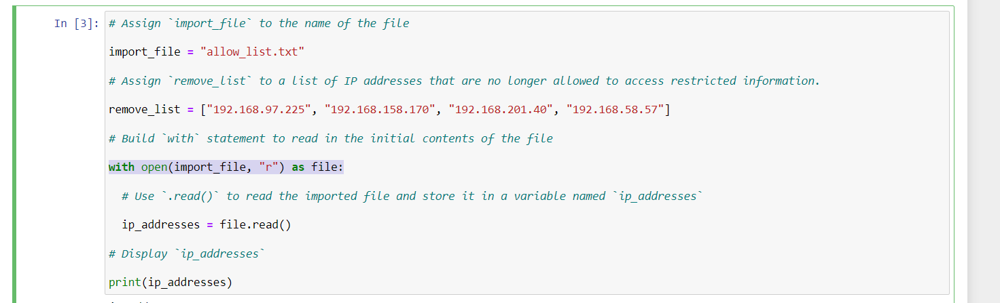 In [3]: # Assign `import_file` to the name of the file
import_file = "allow_list.txt"
# Assign `remove_list` to a list of IP addresses that are no longer allowed to access restricted information.
remove_list = ["192.168.97.225", "192.168.158.170", "192.168.201.40", "192.168.58.57"]
# Build `with` statement to read in the initial contents of the file
with open(import_file, "r") as file:
  # Use `.read()` to read the imported file and store it in a variable named `ip_addresses`
  ip_addresses = file.read()
# Display `ip_addresses`
print(ip_addresses)